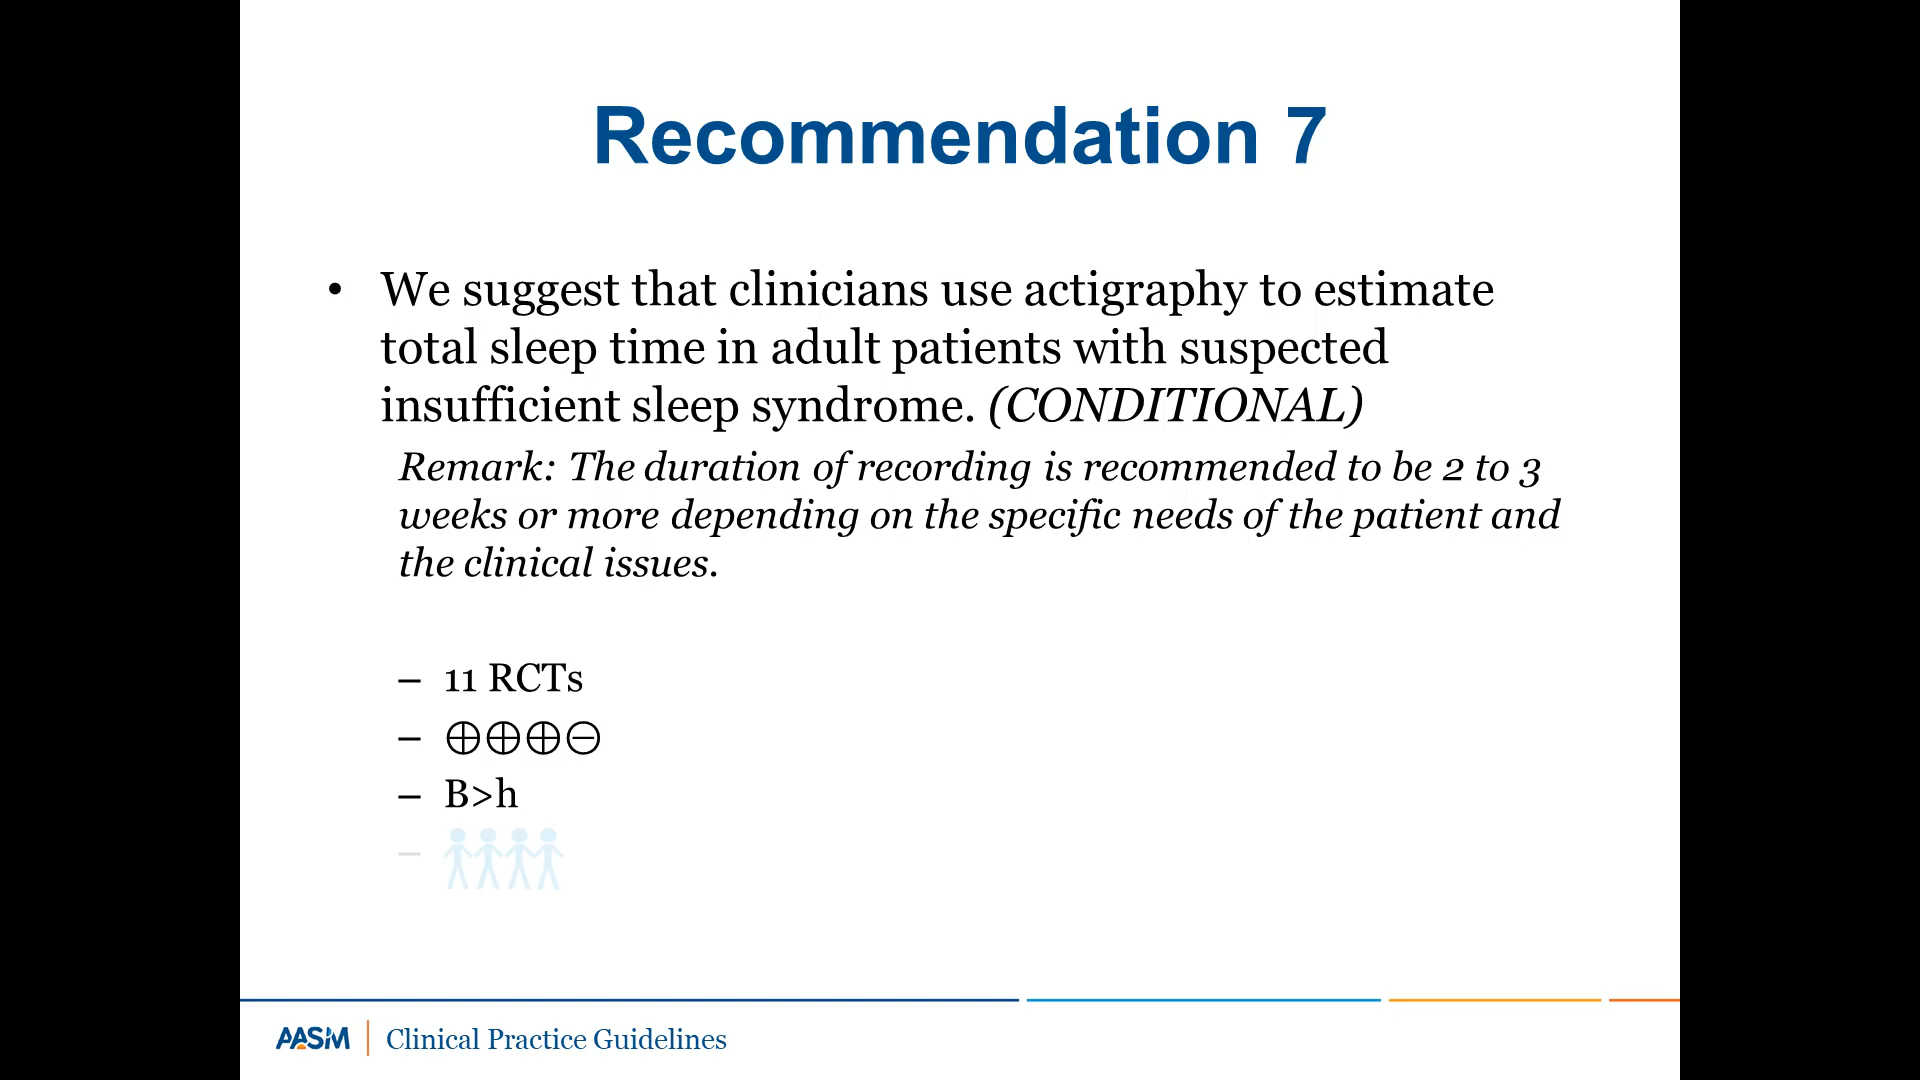 Recommendation 7
• We suggest that clinicians use actigraphy to estimate
total sleep time in adult patients with suspected
insufficient sleep syndrome. (CONDITIONAL)
Remark: The duration of recording is recommended to be 2 to 3
weeks or more depending on the specific needs of the patient and
the clinical issues.
– 11 RCTs
– ⊕⊕⊕⊖
– B>h
–
AASM | Clinical Practice Guidelines